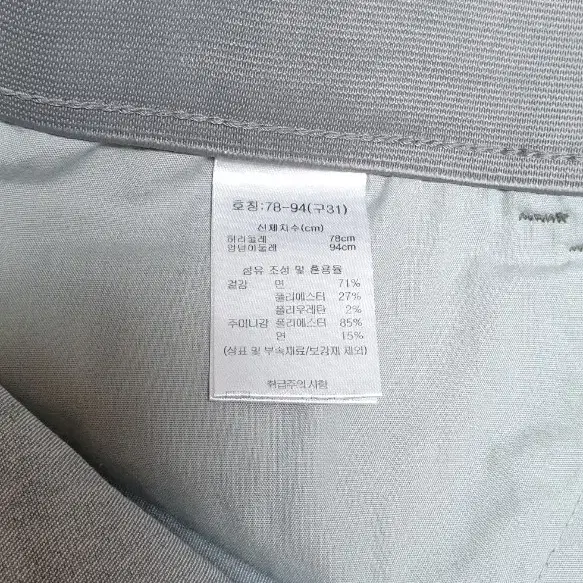 호칭:78-94(구31)
신체치수(cm)
허리둘레 78cm
엉덩이둘레 94cm
섬유 조성 및 혼용율
겉감 면 71%
폴리에스터 27%
폴리우레탄 2%
주머니감 폴리에스터 85%
면 15%
(상표 및 부속재료/보강재 제외)
취급주의 사항